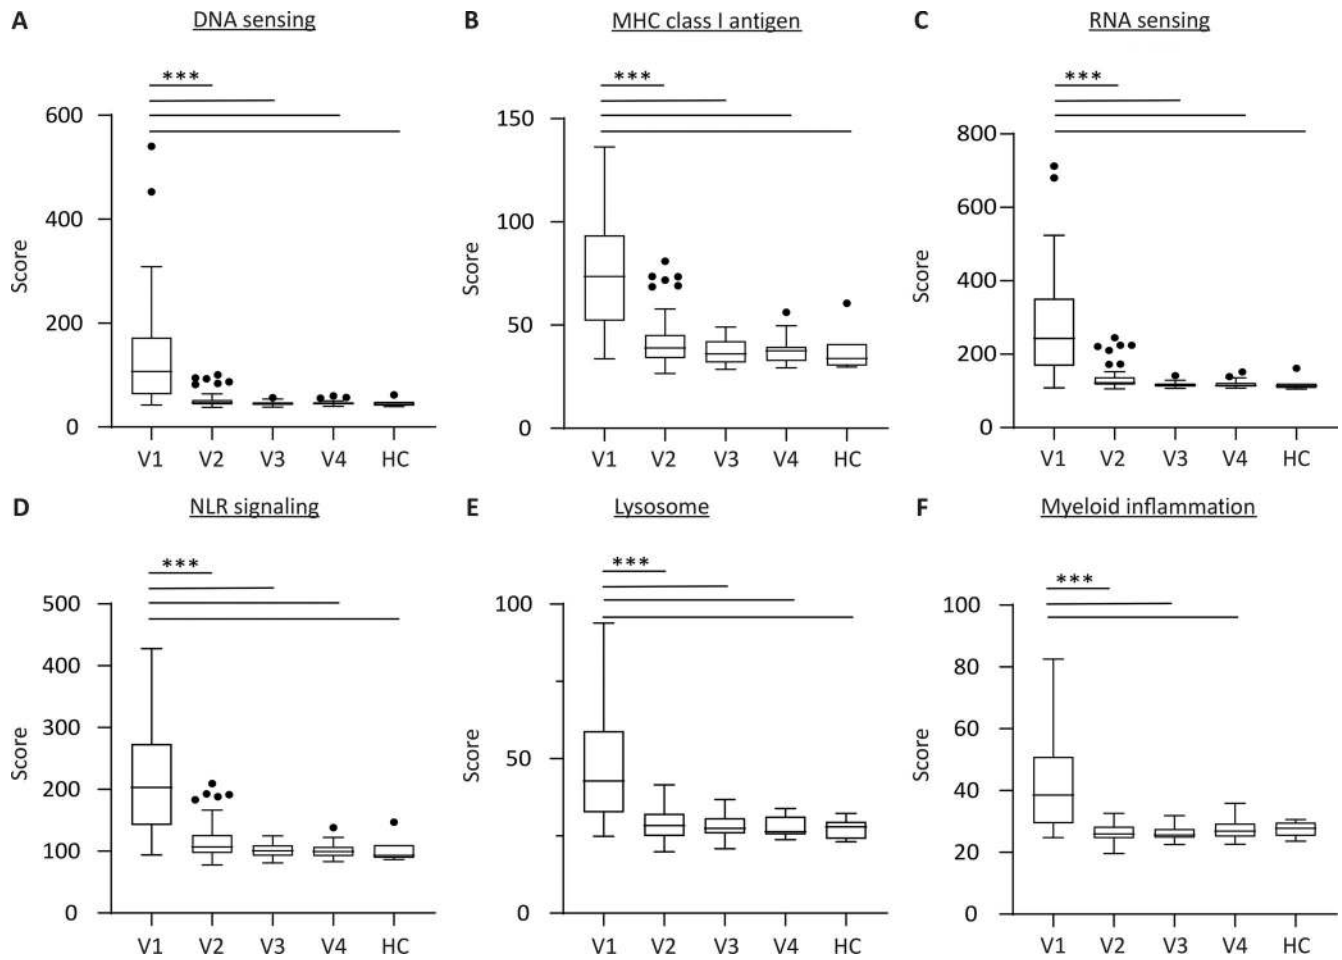 A DNA sensing
B MHC class I antigen
C RNA sensing
***
***
***
600
400
200
0
Score
V1 V2 V3 V4 HC
150
100
50
0
Score
V1 V2 V3 V4 HC
800
600
400
200
0
Score
V1 V2 V3 V4 HC
D NLR signaling
E Lysosome
F Myeloid inflammation
***
***
***
500
400
300
200
100
0
Score
V1 V2 V3 V4 HC
100
50
0
Score
V1 V2 V3 V4 HC
100
80
60
40
20
0
Score
V1 V2 V3 V4 HC